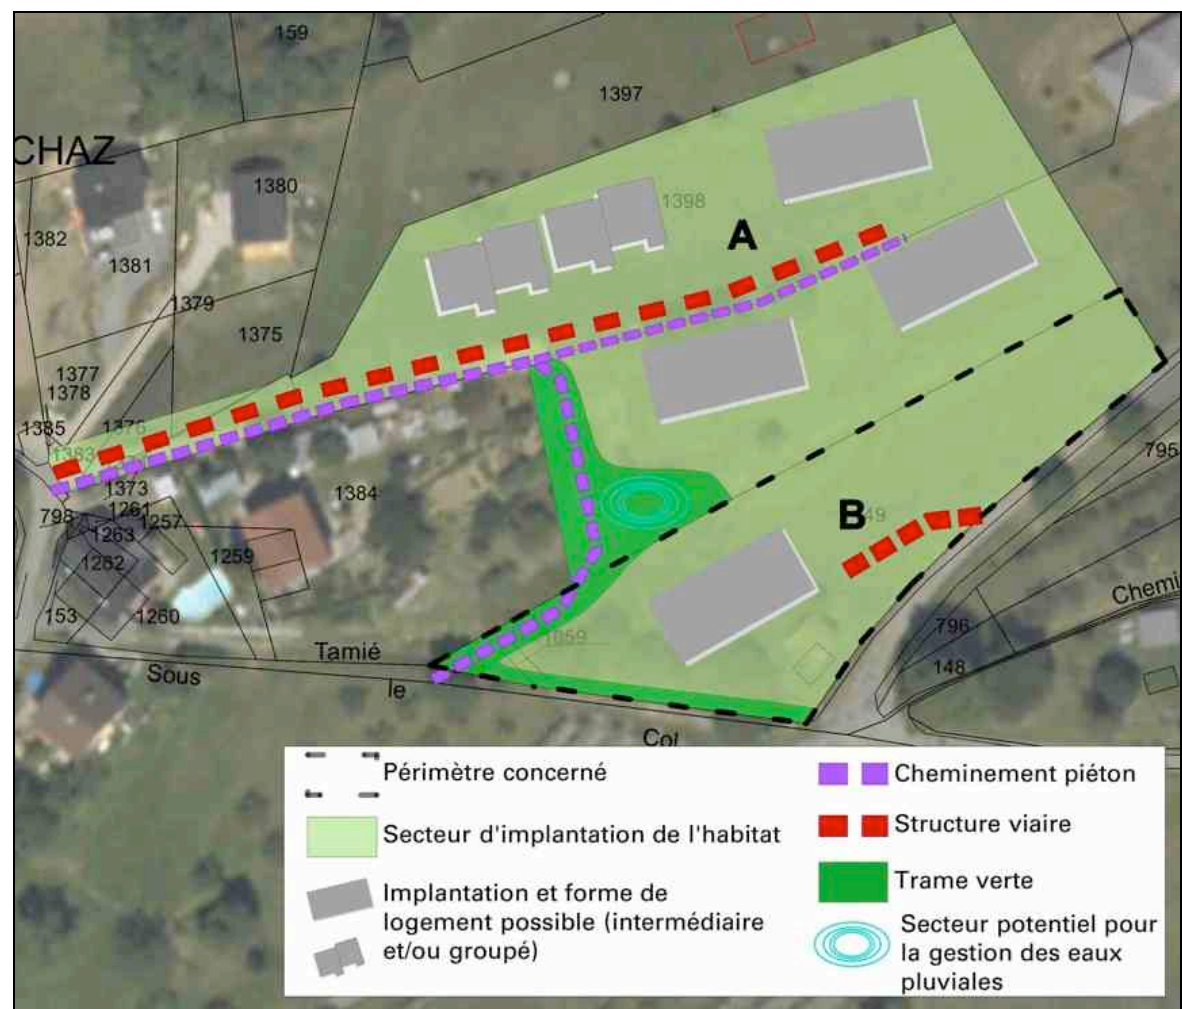 159
1397
CHAZ
1380
1398
1382
1381
A
1379
1375
1377
1378
1376
1385
1383
1373
1384
1261
798
1257
1263
1259
1262
795
B 49
153
1260
1059
796
148
Chemi
Tamié
Sous
le
Col
Périmètre concerné
Secteur d'implantation de l'habitat
Implantation et forme de
logement possible (intermédiaire
et/ou groupé)
Cheminement piéton
Structure viaire
Trame verte
Secteur potentiel pour
la gestion des eaux
pluviales